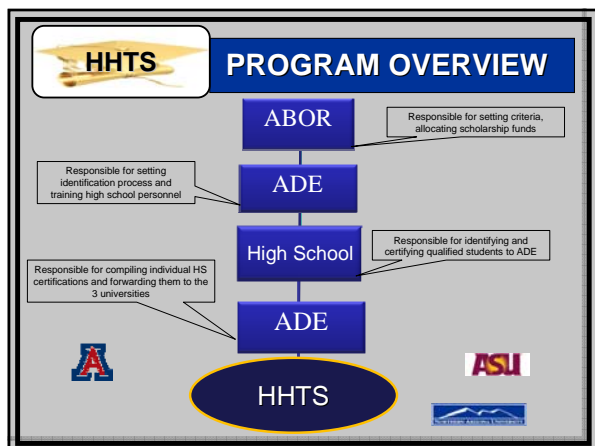 HHTS
PROGRAM OVERVIEW
ABOR
Responsible for setting criteria,
allocating scholarship funds
Responsible for setting
identification process and
training high school personnel
ADE
High School
Responsible for identifying and
certifying qualified students to ADE
Responsible for compiling individual HS
certifications and forwarding them to the
3 universities
ADE
HHTS
A
ASU
NORTHERN ARIZONA UNIVERSITY